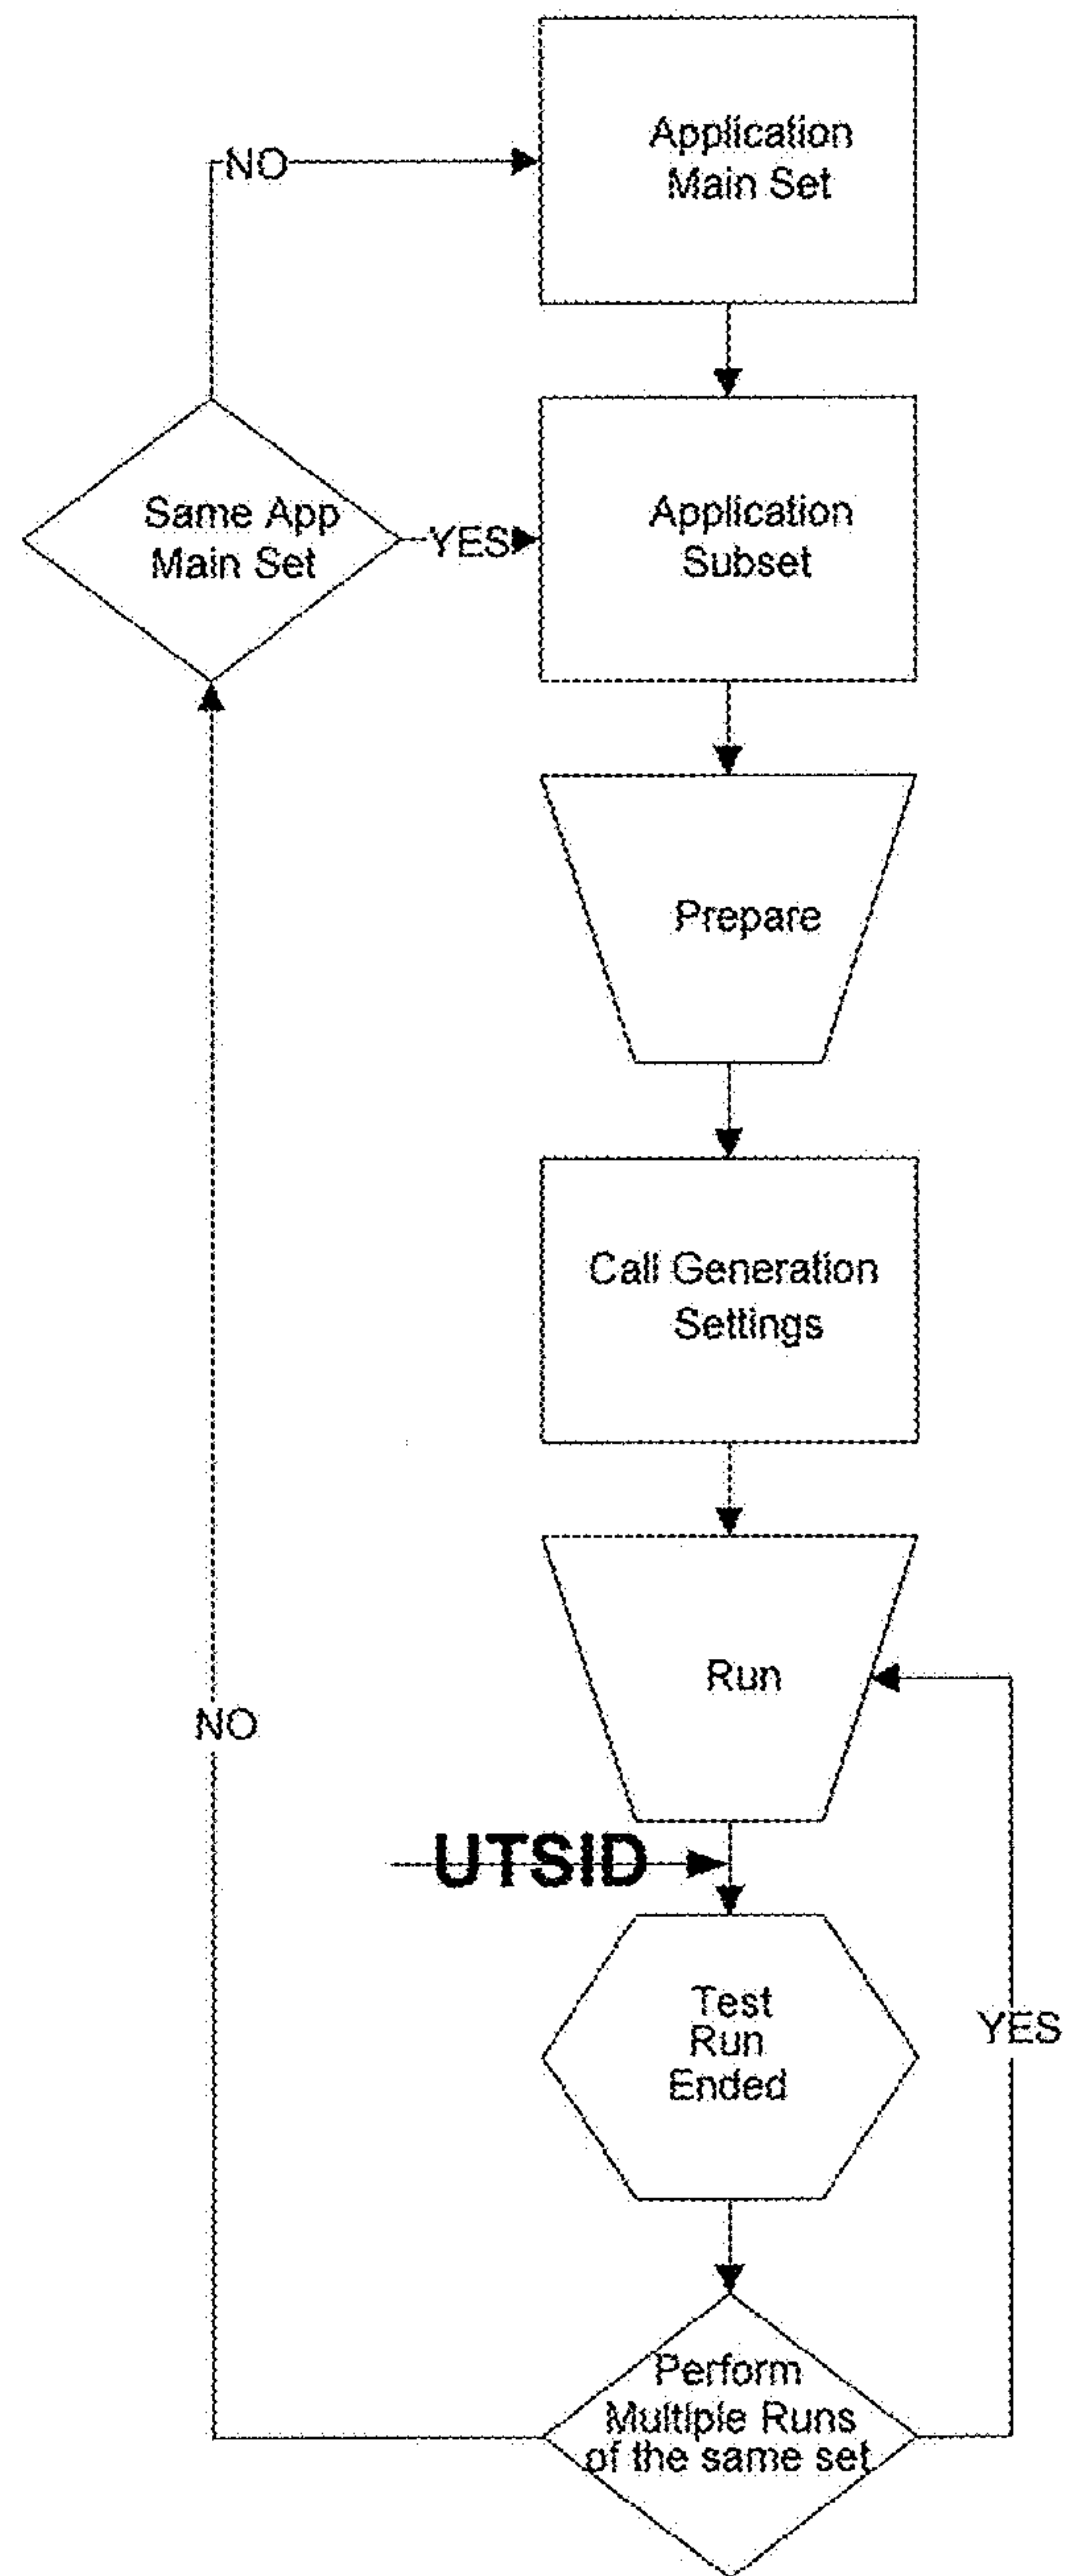 Application
Main Set
NO
Same App
Main Set
YES
Application
Subset
Prepare
Call Generation
Settings
Run
NO
UTSID
Test
Run
Ended
YES
Perform
Multiple Runs
of the same set